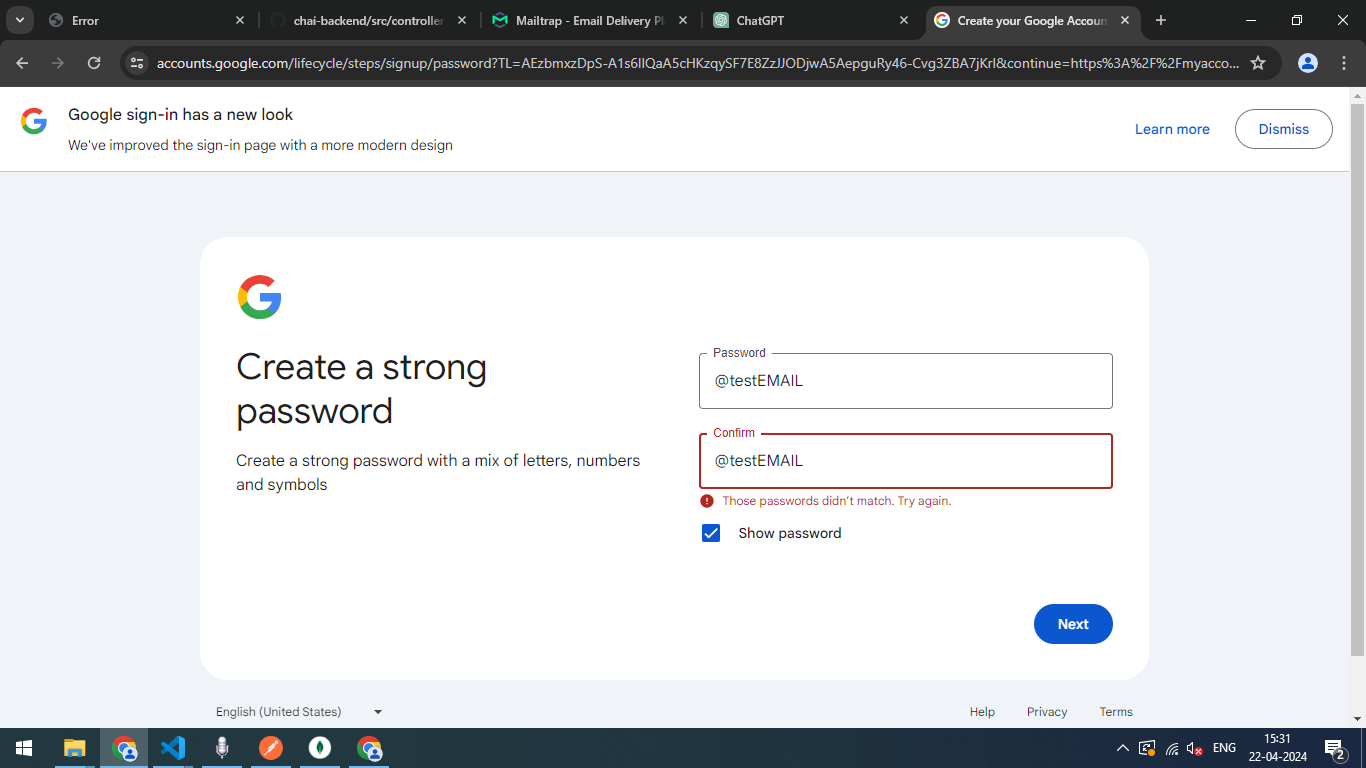 Error
chai-backend/src/controller
Mailtrap - Email Delivery Pl
ChatGPT
Create your Google Accoun
accounts.google.com/lifecycle/steps/signup/password?TL=AEzbmxzDpS-A1s6lIQaA5cHKzqySF7E8ZzJJODjwA5AepguRy46-Cvg3ZBA7jKrl&continue=https%3A%2F%2Fmyacco...
Google sign-in has a new look
We've improved the sign-in page with a more modern design
Learn more
Dismiss
Create a strong
password
Create a strong password with a mix of letters, numbers
and symbols
Password
@testEMAIL
Confirm
@testEMAIL
Those passwords didn't match. Try again.
Show password
Next
English (United States)
Help
Privacy
Terms
ENG
15:31
22-04-2024
2